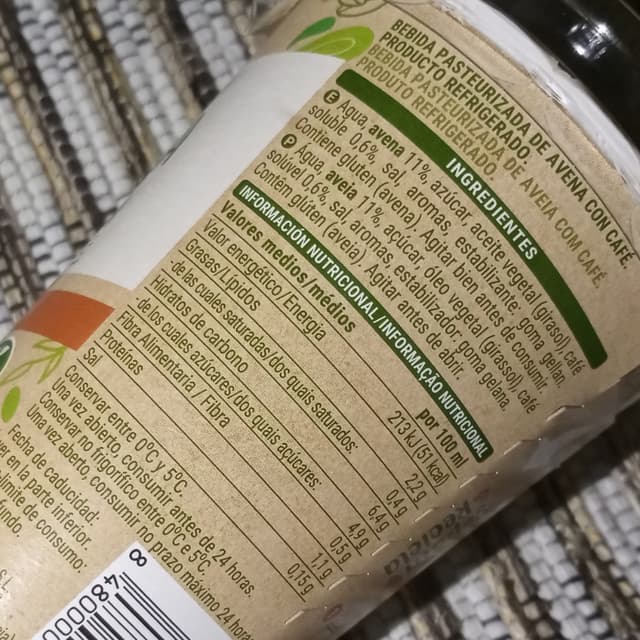 BEBIDA PASTEURIZADA DE AVENA CON CAFÉ.
PRODUCTO REFRIGERADO.
BEBIDA PASTEURIZADA DE AVEIA COM CAFÉ.
PRODUTO REFRIGERADO.
INGREDIENTES
E Agua, avena 11%, azúcar, aceite vegetal (girasol), café
soluble 0,6%, sal, aromas, estabilizante: goma gellan.
Contiene gluten (avena). Agitar bien antes de consumir.
P Água, aveia 11%, açúcar, óleo vegetal (girassol), café
solúvel 0,6%, sal, aromas, estabilizador: goma gelana.
Contém glúten (aveia). Agitar antes de abrir.
INFORMACIÓN NUTRICIONAL/INFORMAÇÃO NUTRICIONAL
Valores medios/médios por 100 ml
Valor energético/Energia 213kJ(51kcal)
Grasas/Lípidos 2,2g
de las cuales saturadas/dos quais saturados: 0,4g
Hidratos de carbono 6,4g
de los cuales azúcares/dos quais açúcares: 4,9g
Fibra Alimentaria/Fibra 0,5g
Proteínas 1,1g
Sal 0,15g
Conservar entre 0ºC y 5ºC.
Una vez abierto, consumir antes de 24 horas.
Conservar no frigorífico entre 0ºC e 5ºC.
Uma vez aberto, consumir no prazo máximo 24 horas
Fecha de caducidad:
en la parte inferior.
de consumo:
8 480000